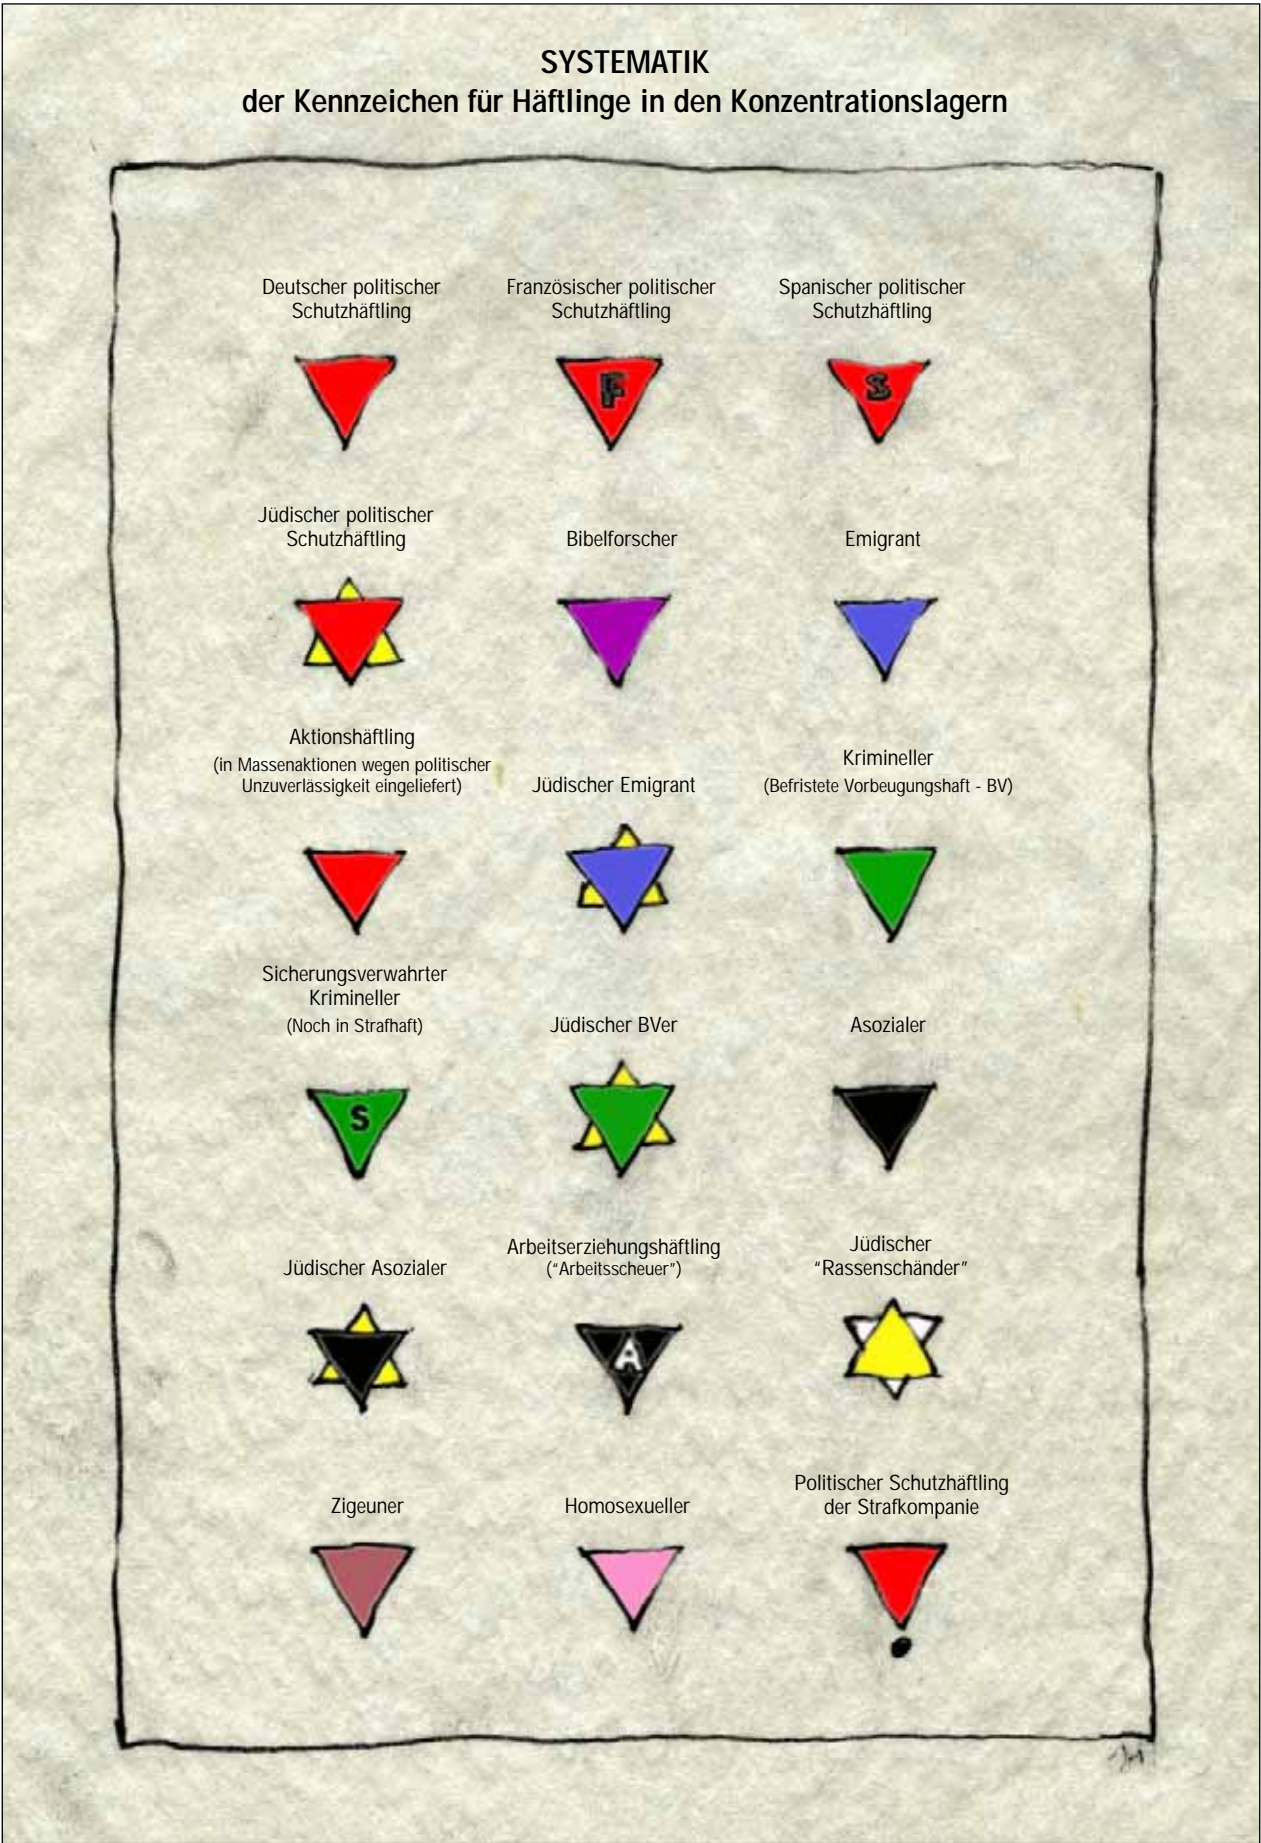 SYSTEMATIK
der Kennzeichen für Häftlinge in den Konzentrationslagern
Deutscher politischer
Schutzhäftling
Französischer politischer
Schutzhäftling
Spanischer politischer
Schutzhäftling
F
S
Jüdischer politischer
Schutzhäftling
Bibelforscher
Emigrant
Aktionshäftling
(in Massenaktionen wegen politischer
Unzuverlässigkeit eingeliefert)
Jüdischer Emigrant
Krimineller
(Befristete Vorbeugungshaft - BV)
Sicherungsverwahrter
Krimineller
(Noch in Strafhaft)
Jüdischer BVer
Asozialer
S
Jüdischer Asozialer
Arbeitserziehungshäftling
("Arbeitsscheuer")
Jüdischer
"Rassenschänder"
A
Zigeuner
Homosexueller
Politischer Schutzhäftling
der Strafkompanie